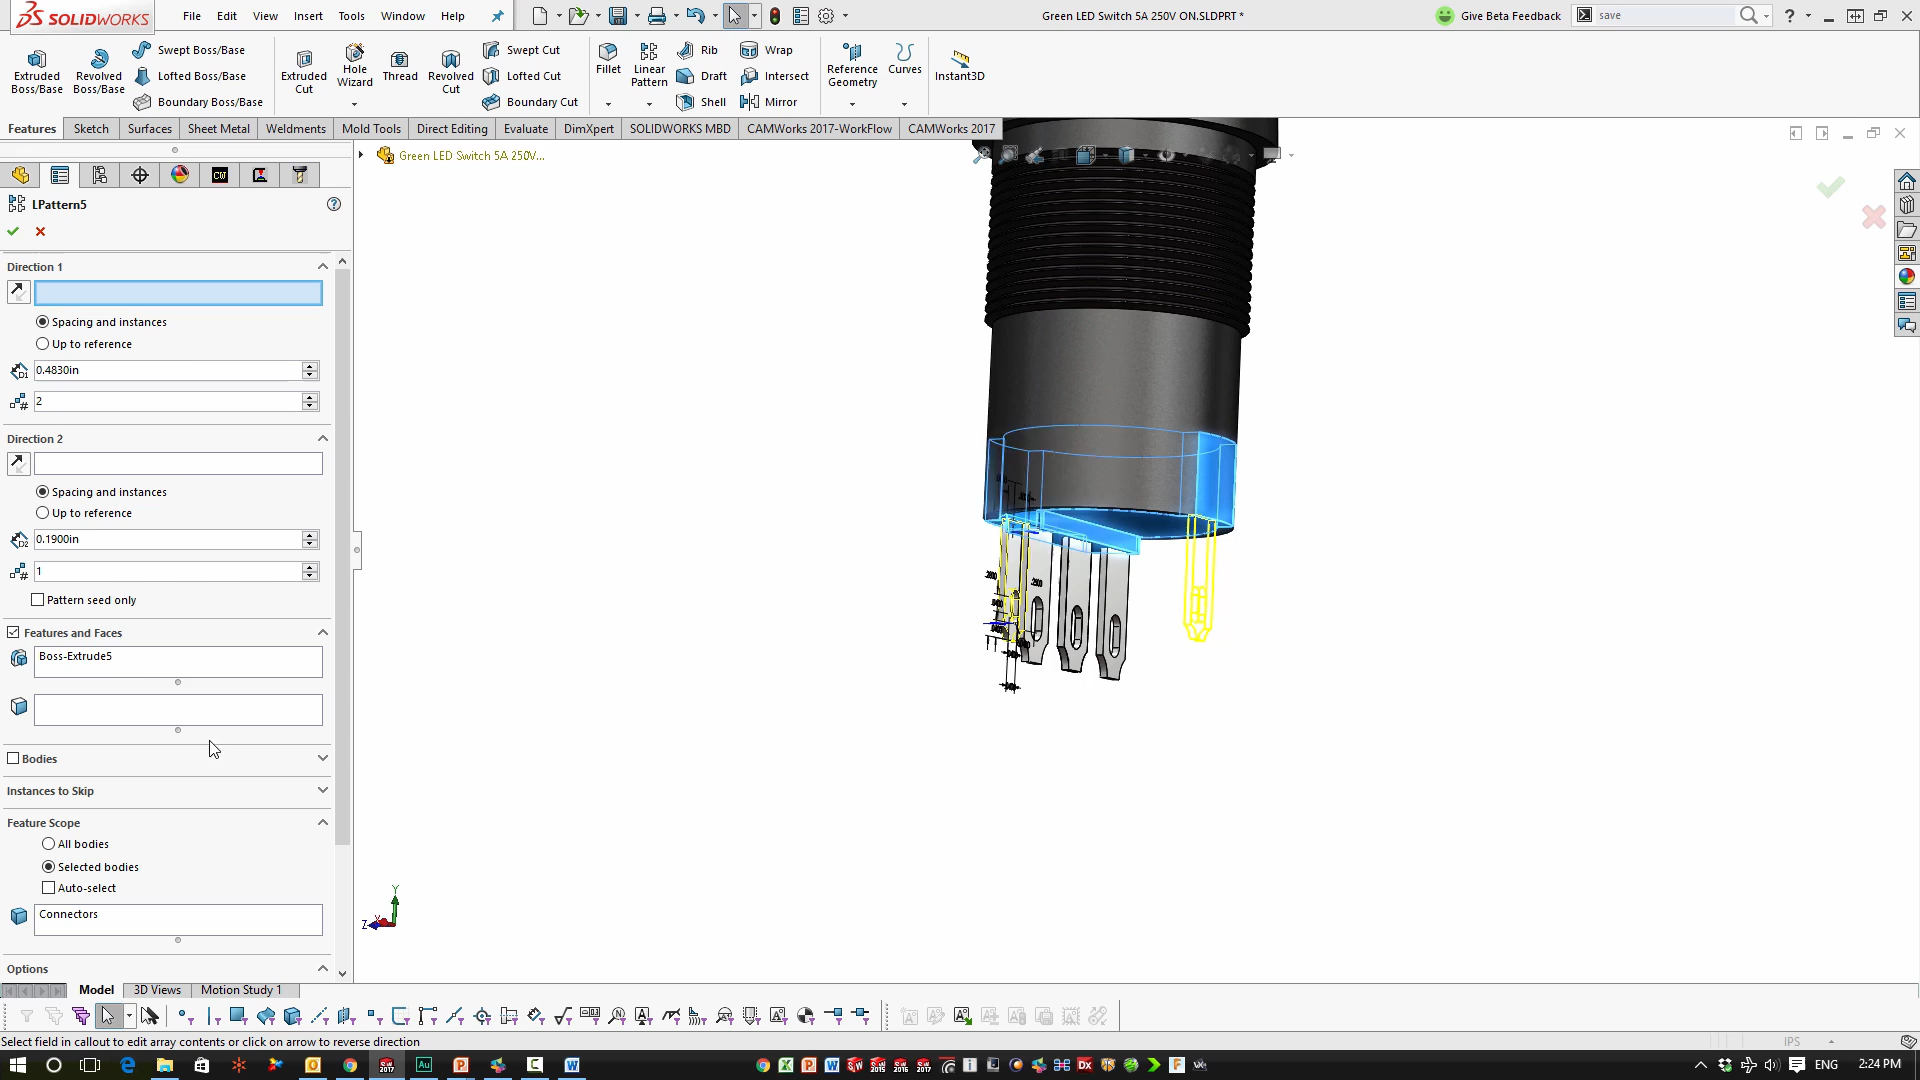 SOLIDWORKS
File Edit View Insert Tools Window Help
Green LED Switch 5A 250V ON.SLDPRT *
Give Beta Feedback
save
Extruded Boss/Base
Revolved Boss/Base
Swept Boss/Base
Lofted Boss/Base
Boundary Boss/Base
Extruded Cut
Hole Wizard
Thread
Revolved Cut
Swept Cut
Lofted Cut
Boundary Cut
Fillet
Linear Pattern
Rib
Draft
Shell
Wrap
Intersect
Mirror
Reference Geometry
Curves
Instant3D
Features Sketch Surfaces Sheet Metal Weldments Mold Tools Direct Editing Evaluate DimXpert SOLIDWORKS MBD CAMWorks 2017-WorkFlow CAMWorks 2017
Green LED Switch 5A 250V...
LPattern5
Direction 1
Spacing and instances
Up to reference
0.4830in
2
Direction 2
Spacing and instances
Up to reference
0.1900in
1
Pattern seed only
Features and Faces
Boss-Extrude5
Bodies
Instances to Skip
Feature Scope
All bodies
Selected bodies
Auto-select
Connectors
Options
Y
Z
Model 3D Views Motion Study 1
Select field in callout to edit array contents or click on arrow to reverse direction
IPS
ENG
2:24 PM